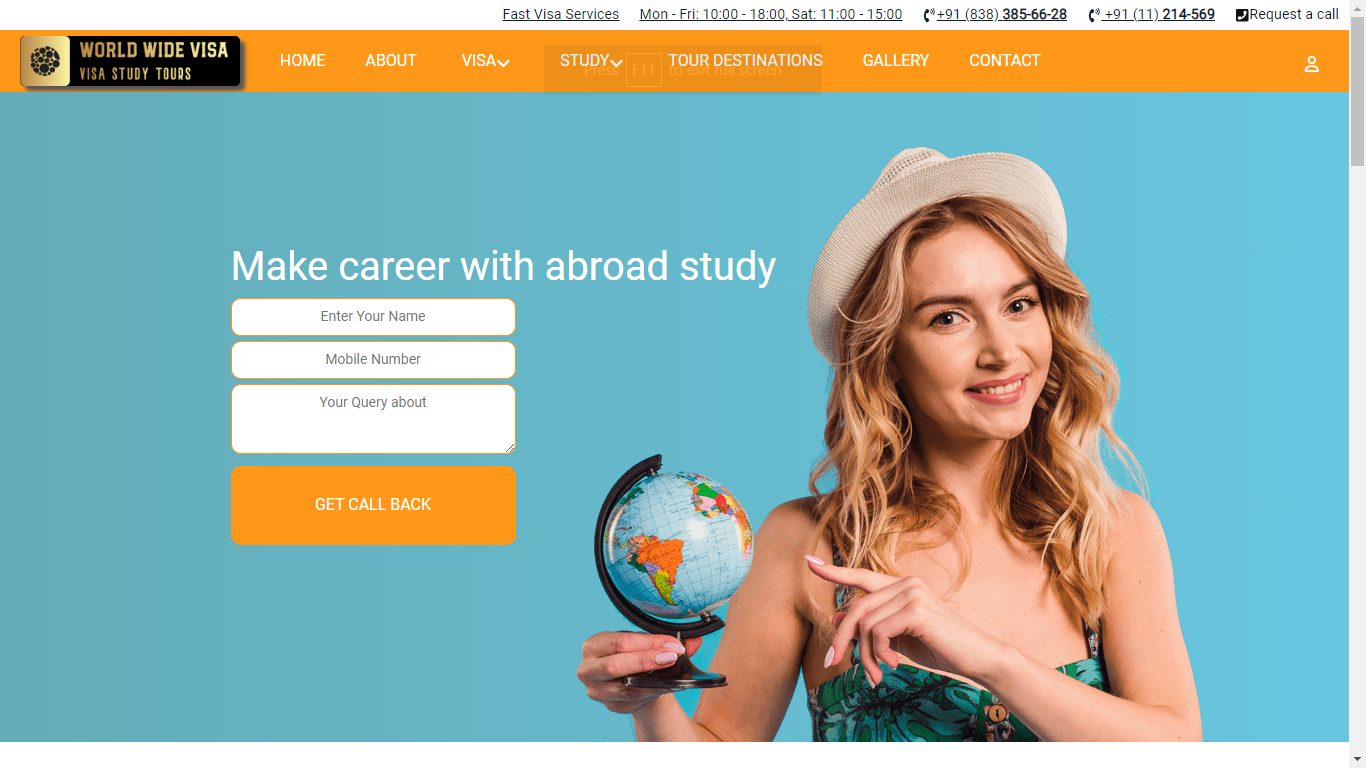 Fast Visa Services Mon - Fri: 10:00 - 18:00, Sat: 11:00 - 15:00 +91 (838) 385-66-28 +91 (11) 214-569 Request a call
WORLD WIDE VISA
VISA STUDY TOURS
HOME ABOUT VISA STUDY TOUR DESTINATIONS GALLERY CONTACT
Press F11 to exit full screen
Make career with abroad study
Enter Your Name
Mobile Number
Your Query about
GET CALL BACK